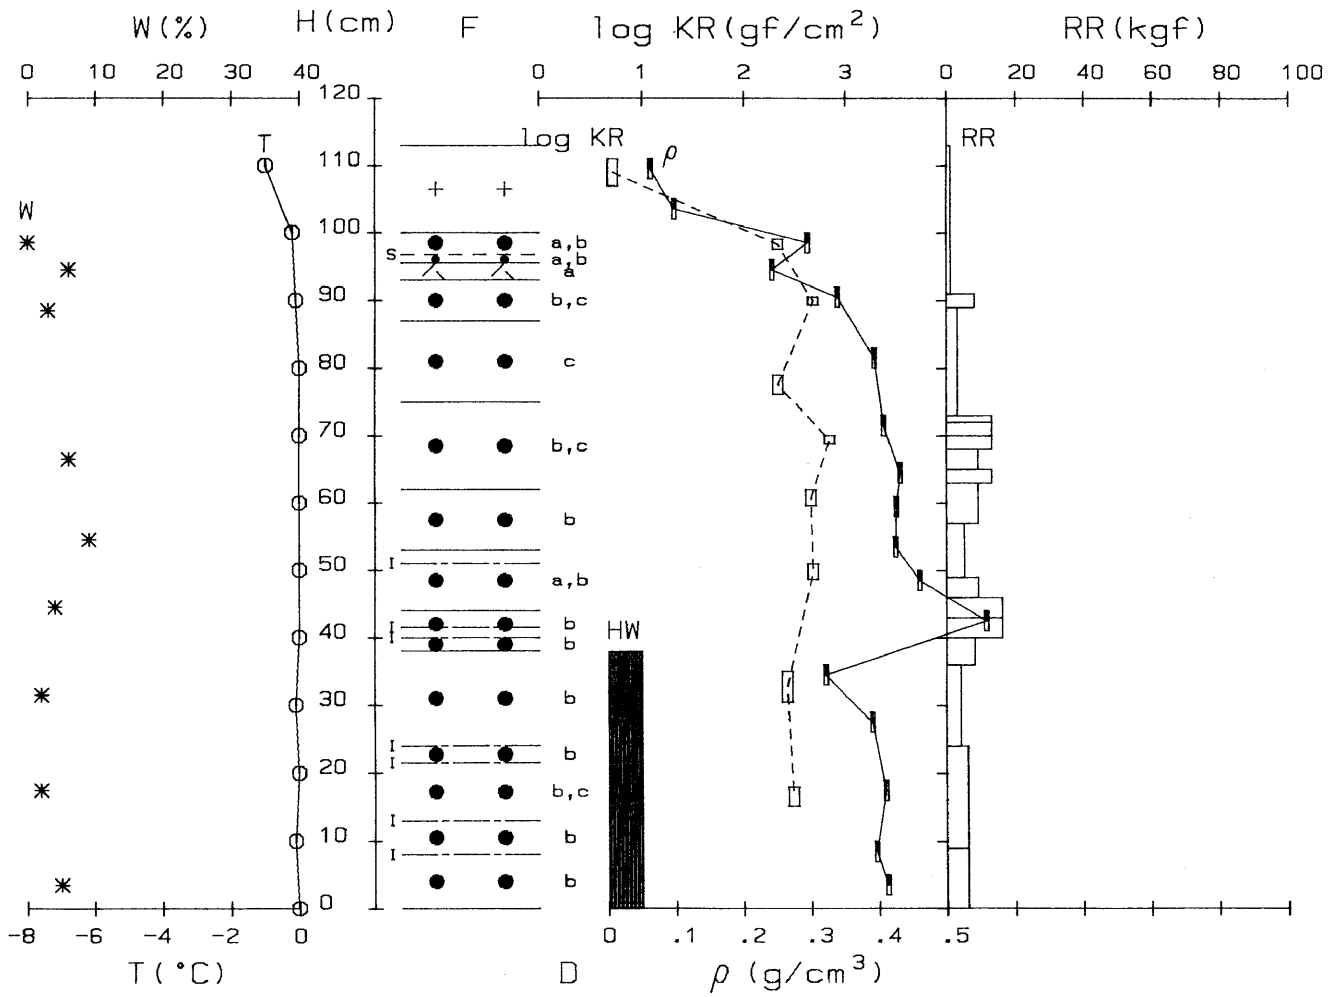 W(%) H(cm) F log KR(gf/cm²) RR(kgf)
0 10 20 30 40 0 1 2 3 0 20 40 60 80 100
120
T log KR ρ RR
110
W
100
a,b
S a,b
a
90 b,c
80 c
70 b,c
60
b
I
50 a,b
I b HW
40 I b
30 b
I b
I
20 b,c
I
10 b
I
b
0
-8 -6 -4 -2 0 0 .1 .2 .3 .4 .5
T(°C) D ρ (g/cm³)